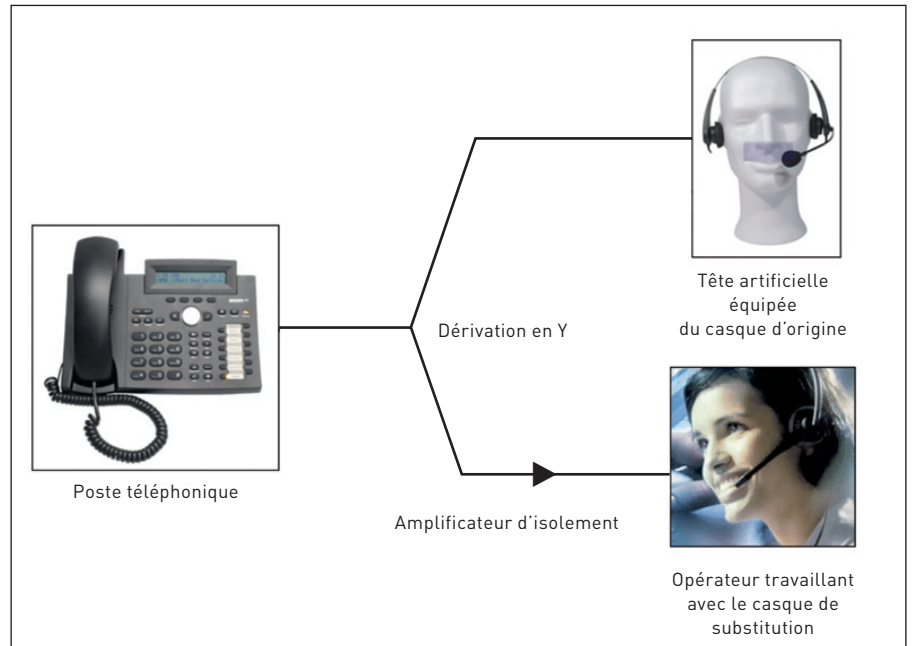 Tête artificielle
équipée
du casque d'origine
Dérivation en Y
Poste téléphonique
Amplificateur d'isolement
Opérateur travaillant
avec le casque de
substitution